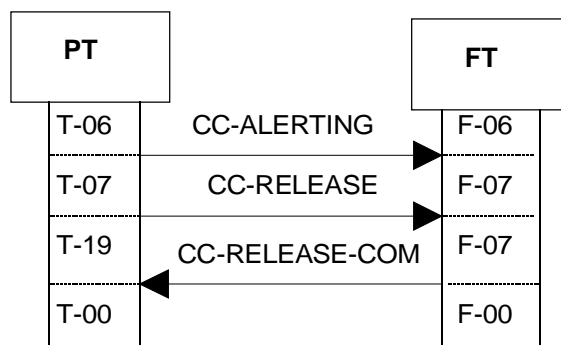 PT FT
T-06 CC-ALERTING F-06
T-07 CC-RELEASE F-07
T-19 CC-RELEASE-COM F-07
T-00 F-00